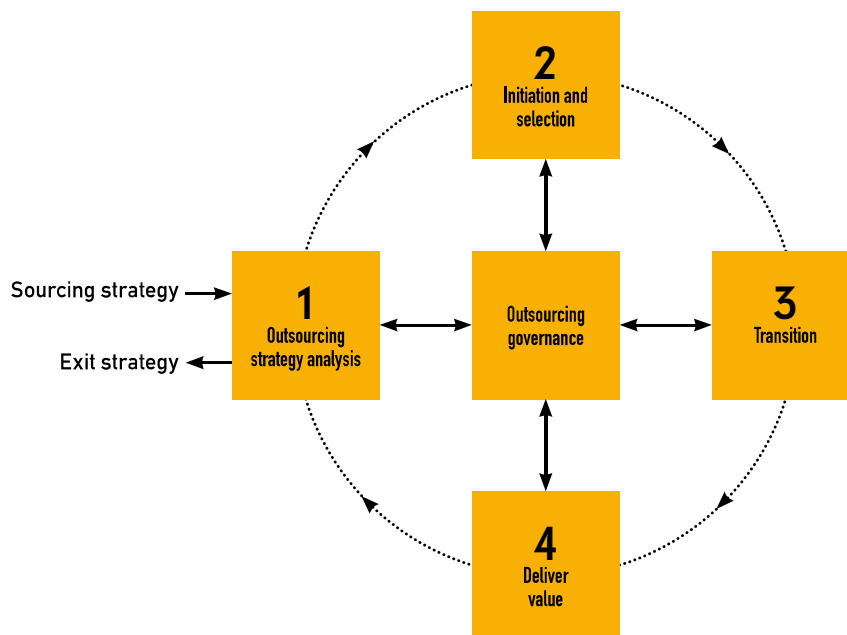 2
Initiation and
selection
Sourcing strategy
Exit strategy
1
Outsourcing
strategy analysis
Outsourcing
governance
3
Transition
4
Deliver
value